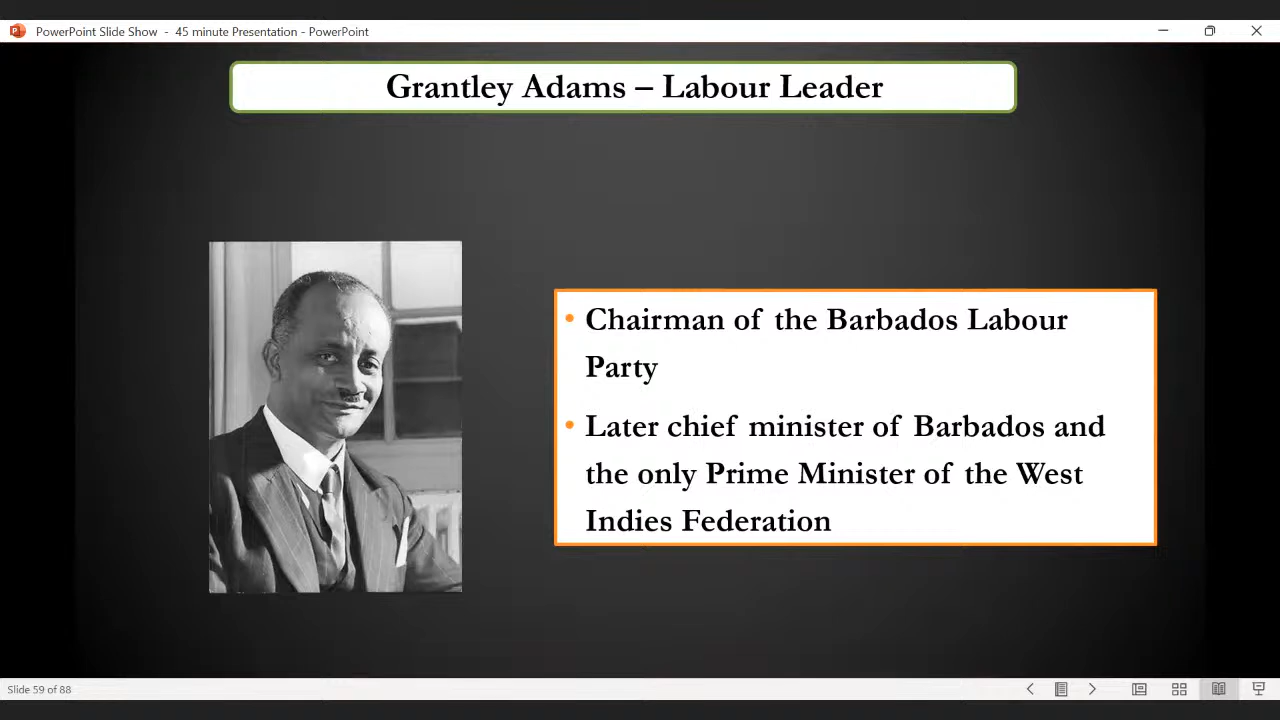 PowerPoint Slide Show - 45 minute Presentation - PowerPoint
Grantley Adams – Labour Leader
• Chairman of the Barbados Labour
Party
• Later chief minister of Barbados and
the only Prime Minister of the West
Indies Federation
Slide 59 of 88